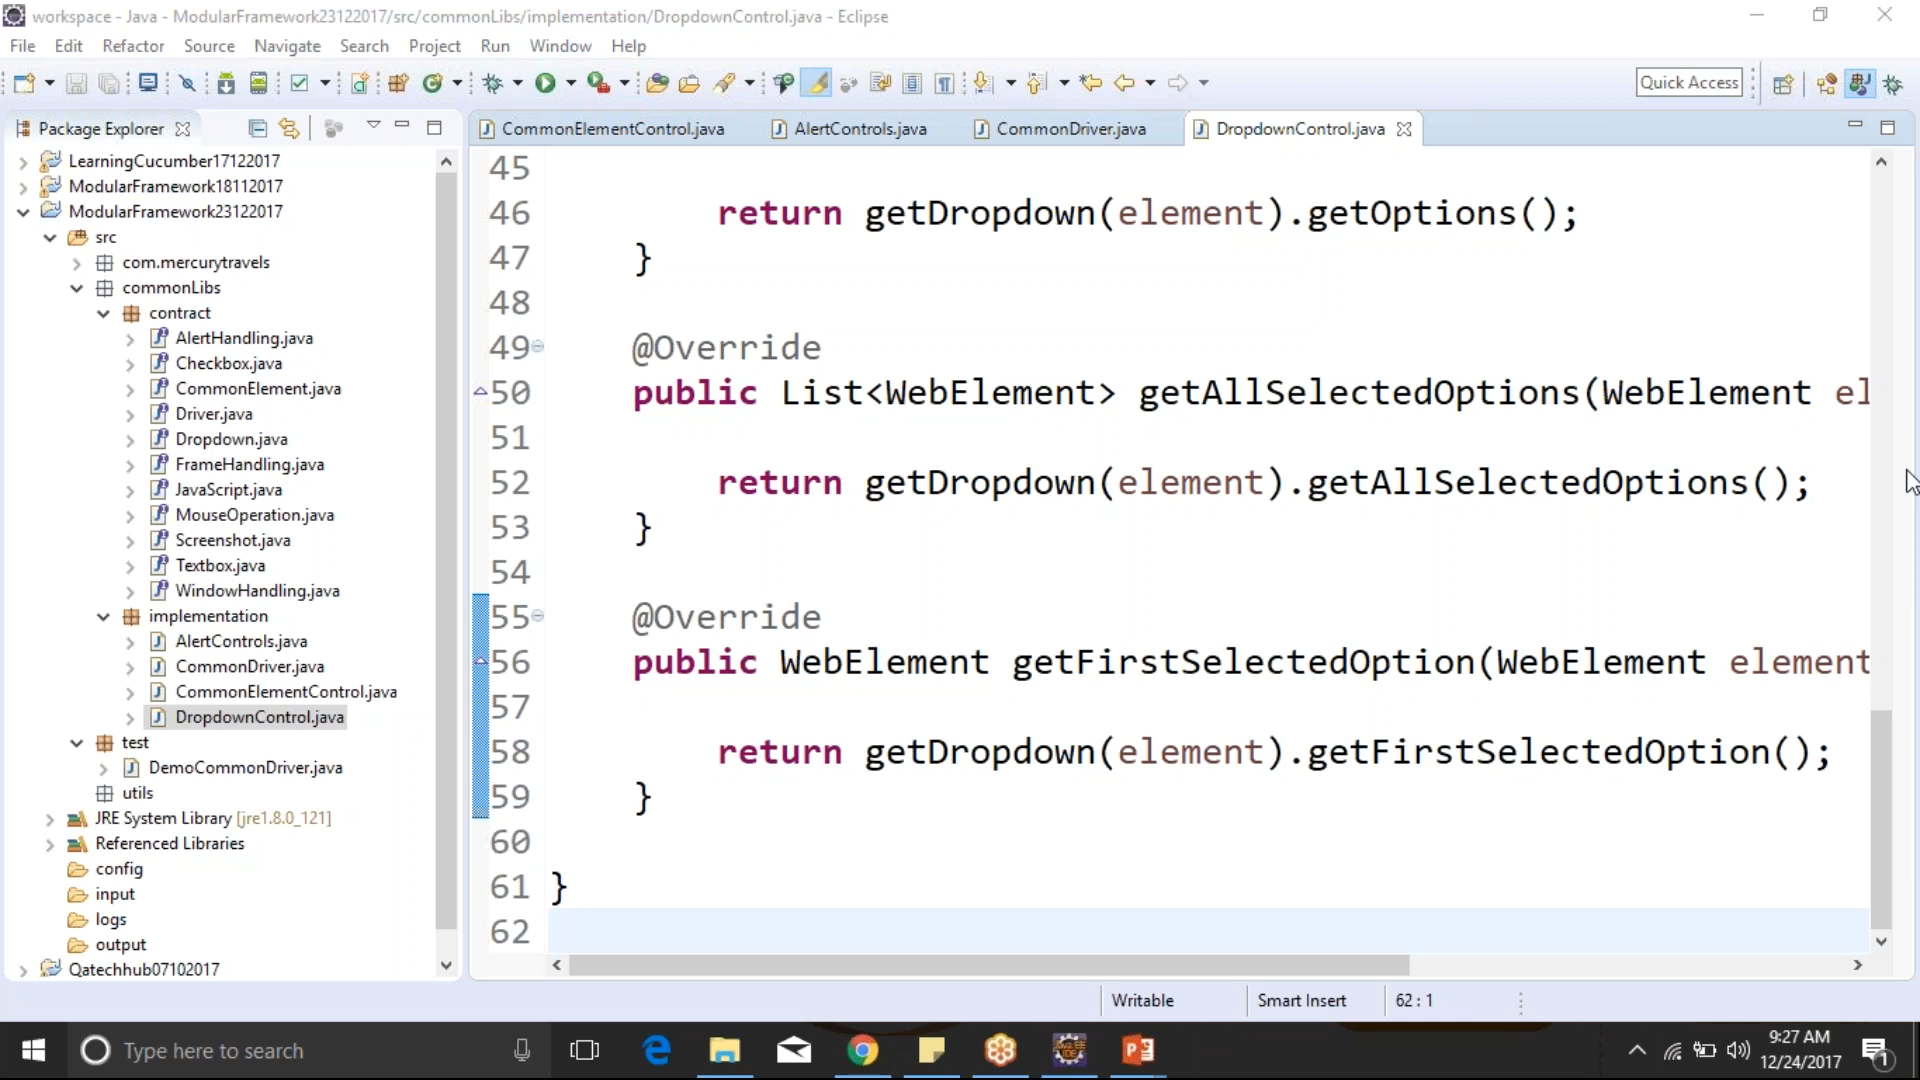 workspace - Java - ModularFramework23122017/src/commonLibs/implementation/DropdownControl.java - Eclipse
File Edit Refactor Source Navigate Search Project Run Window Help
Quick Access
Package Explorer
CommonElementControl.java AlertControls.java CommonDriver.java DropdownControl.java
LearningCucumber17122017
ModularFramework18112017
ModularFramework23122017
src
com.mercurytravels
commonLibs
contract
AlertHandling.java
Checkbox.java
CommonElement.java
Driver.java
Dropdown.java
FrameHandling.java
JavaScript.java
MouseOperation.java
Screenshot.java
Textbox.java
WindowHandling.java
implementation
AlertControls.java
CommonDriver.java
CommonElementControl.java
DropdownControl.java
test
DemoCommonDriver.java
utils
JRE System Library [jre1.8.0_121]
Referenced Libraries
config
input
logs
output
Qatechhub07102017
45
46 return getDropdown(element).getOptions();
47 }
48
49 @Override
50 public List<WebElement> getAllSelectedOptions(WebElement el
51
52 return getDropdown(element).getAllSelectedOptions();
53 }
54
55 @Override
56 public WebElement getFirstSelectedOption(WebElement element
57
58 return getDropdown(element).getFirstSelectedOption();
59 }
60
61 }
62
Writable Smart Insert 62 : 1
Type here to search
9:27 AM
12/24/2017
1